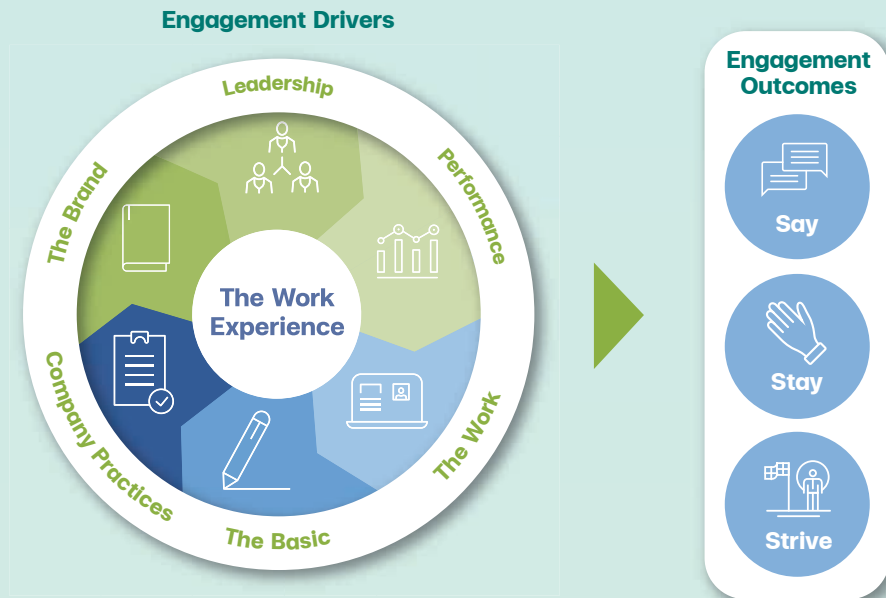 Engagement Drivers
Leadership
Performance
The Work
The Basic
Company Practices
The Brand
The Work
Experience
Engagement
Outcomes
Say
Stay
Strive